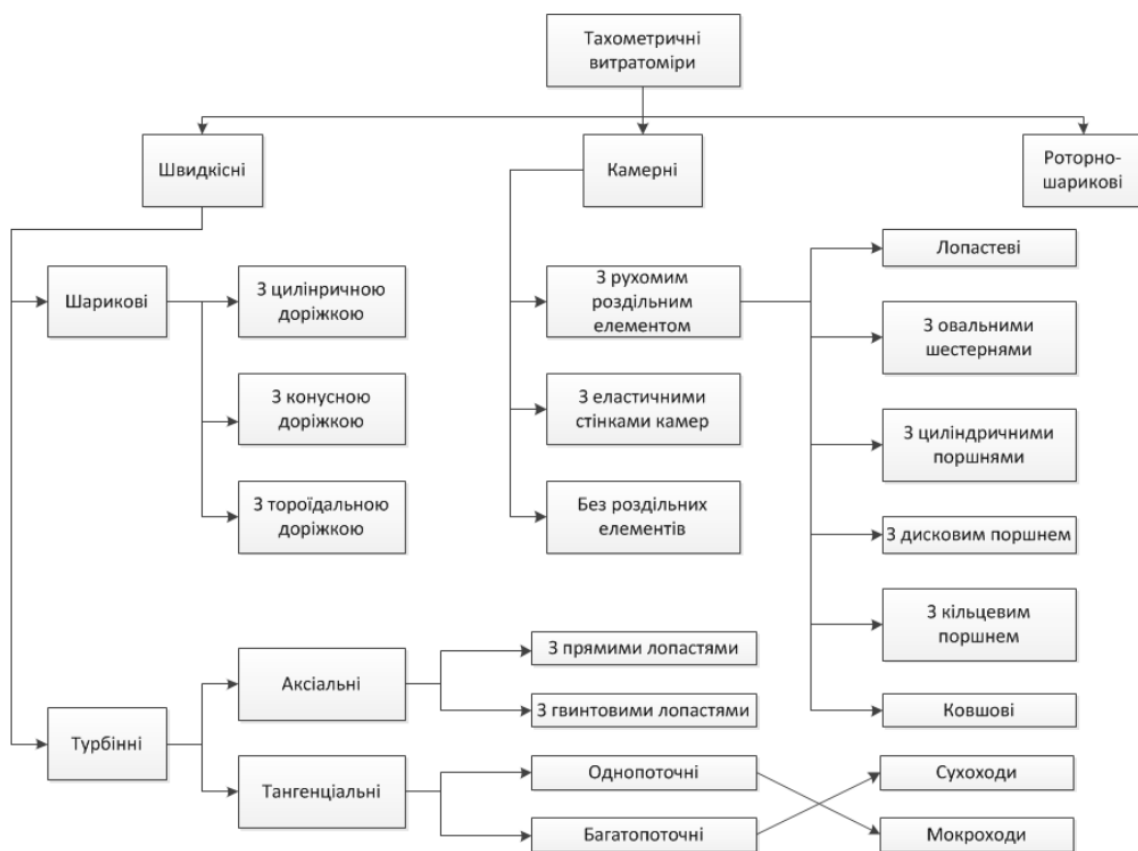 Тахометричні
витратоміри
Швидкісні
Камерні
Роторно-
шарикові
Шарикові
З цилінричною
доріжкою
З конусною
доріжкою
З тороїдальною
доріжкою
З рухомим
роздільним
елементом
З еластичними
стінками камер
Без роздільних
елементів
Лопастеві
З овальними
шестернями
З циліндричними
поршнями
З дисковим поршнем
З кільцевим
поршнем
Ковшові
Турбінні
Аксіальні
З прямими лопастями
З гвинтовими лопастями
Тангенціальні
Однопоточні
Багатопоточні
Сухоходи
Мокроходи